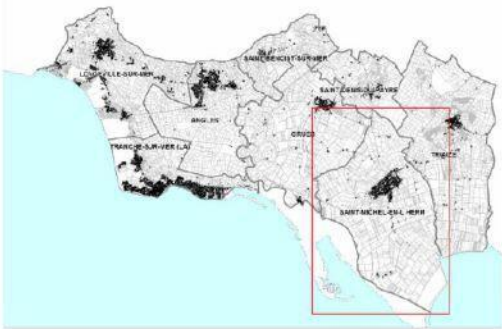 LONGEVILLE-SUR-MER
SAINT-BENOIST-SUR-MER
SAINT-DENIS-DU-PAYRE
ANGLES
GRUES
TRANCHE-SUR-MER (LA)
TRIAIZE
SAINT-MICHEL-EN-L HERM